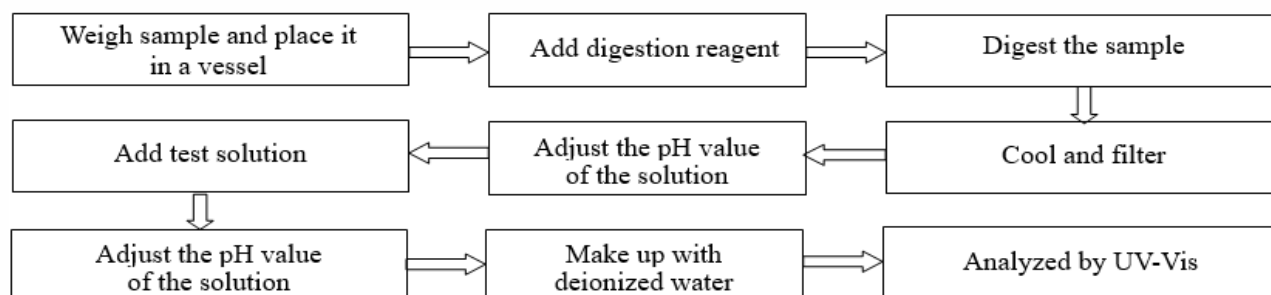 Weigh sample and place it
in a vessel
Add digestion reagent
Digest the sample
Cool and filter
Adjust the pH value
of the solution
Add test solution
Adjust the pH value
of the solution
Make up with
deionized water
Analyzed by UV-Vis